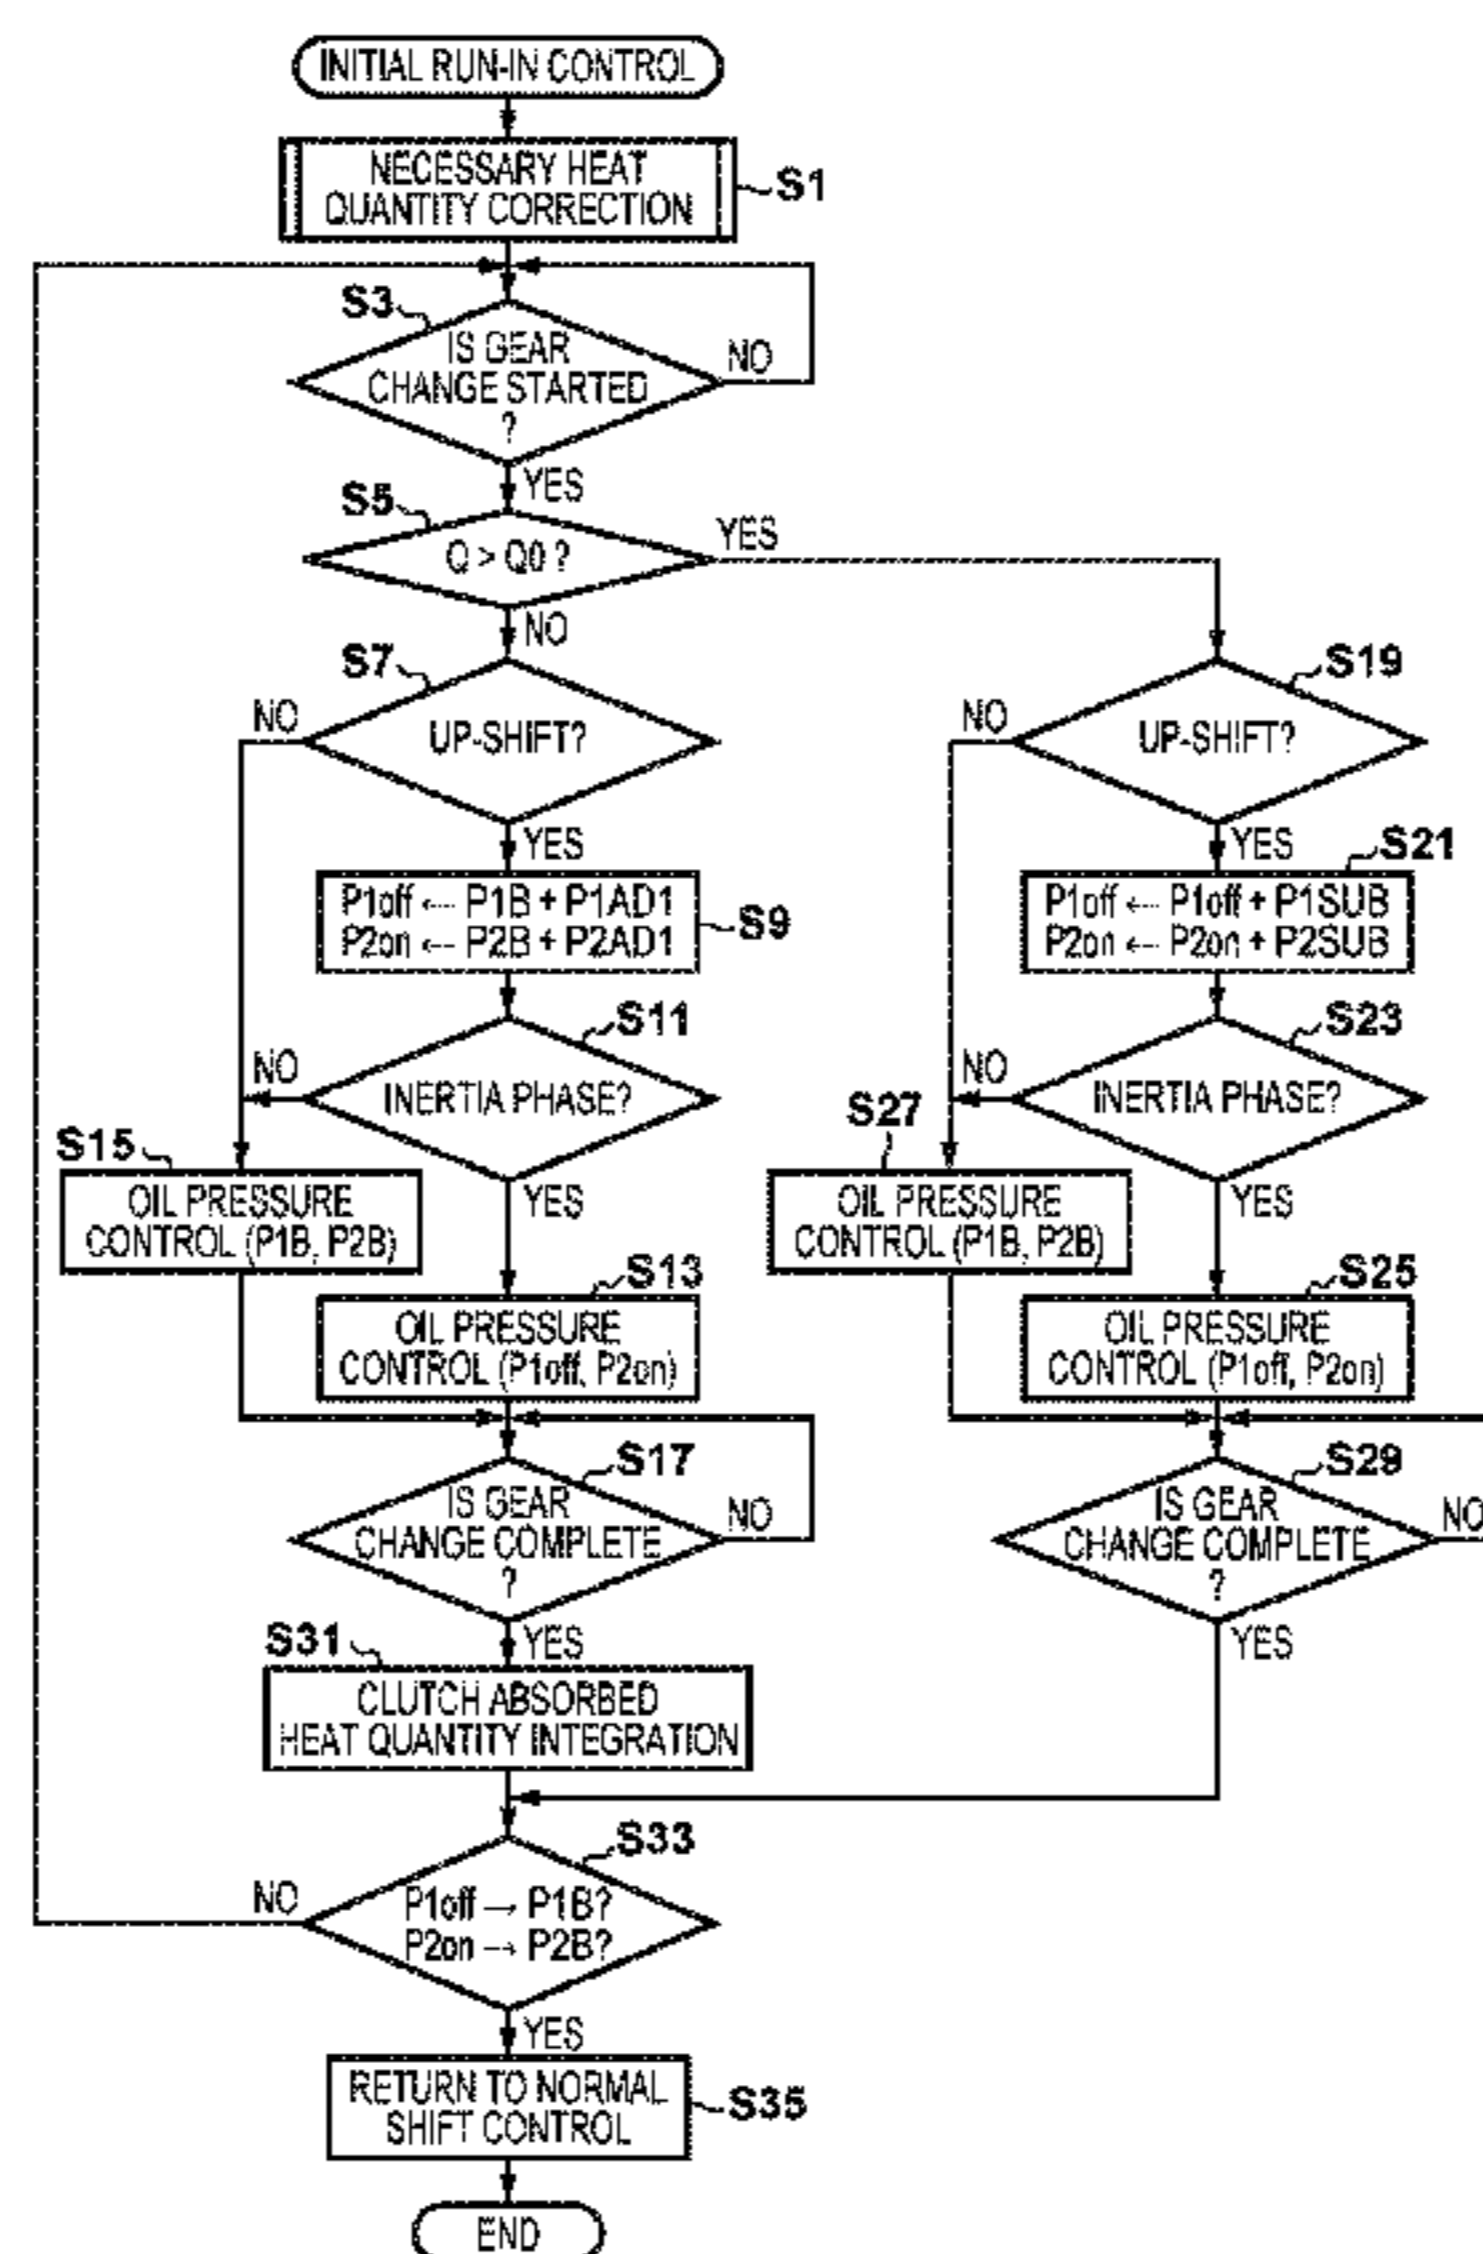 INITIAL RUN-IN CONTROL
NECESSARY HEAT
QUANTITY CORRECTION
S1
S3
IS GEAR
CHANGE STARTED
?
NO
YES
S5
Q > Q0 ?
YES
NO
S7
UP-SHIFT?
NO
YES
P1off ← P1B + P1AD1
P2on ← P2B + P2AD1
S9
S11
INERTIA PHASE?
NO
YES
S15
OIL PRESSURE
CONTROL (P1B, P2B)
S13
OIL PRESSURE
CONTROL (P1off, P2on)
S17
IS GEAR
CHANGE COMPLETE
?
NO
YES
S19
UP-SHIFT?
NO
YES
S21
P1off ← P1off + P1SUB
P2on ← P2on + P2SUB
S23
INERTIA PHASE?
NO
YES
S27
OIL PRESSURE
CONTROL (P1B, P2B)
S25
OIL PRESSURE
CONTROL (P1off, P2on)
S29
IS GEAR
CHANGE COMPLETE
?
NO
YES
S31
CLUTCH ABSORBED
HEAT QUANTITY INTEGRATION
S33
P1off → P1B?
P2on → P2B?
NO
YES
RETURN TO NORMAL
SHIFT CONTROL
S35
END